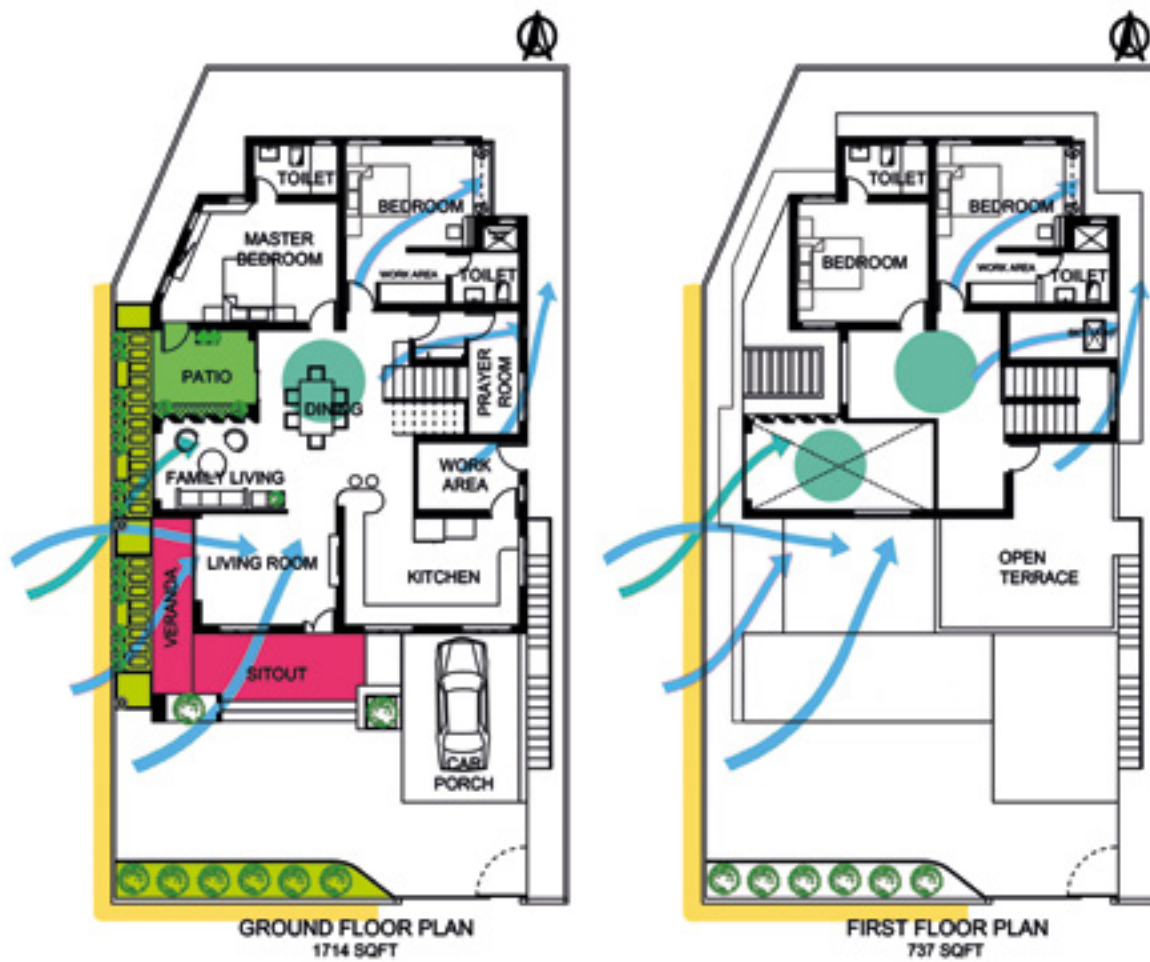 TOILET
BEDROOM
MASTER
BEDROOM
WORK AREA
TOILET
PATIO
DINING
PRAYER
ROOM
FAMILY LIVING
WORK
AREA
LIVING ROOM
KITCHEN
VERANDA
SITOUT
CAR
PORCH
GROUND FLOOR PLAN
1714 SQFT
TOILET
BEDROOM
BEDROOM
WORK AREA
TOILET
OPEN
TERRACE
FIRST FLOOR PLAN
737 SQFT